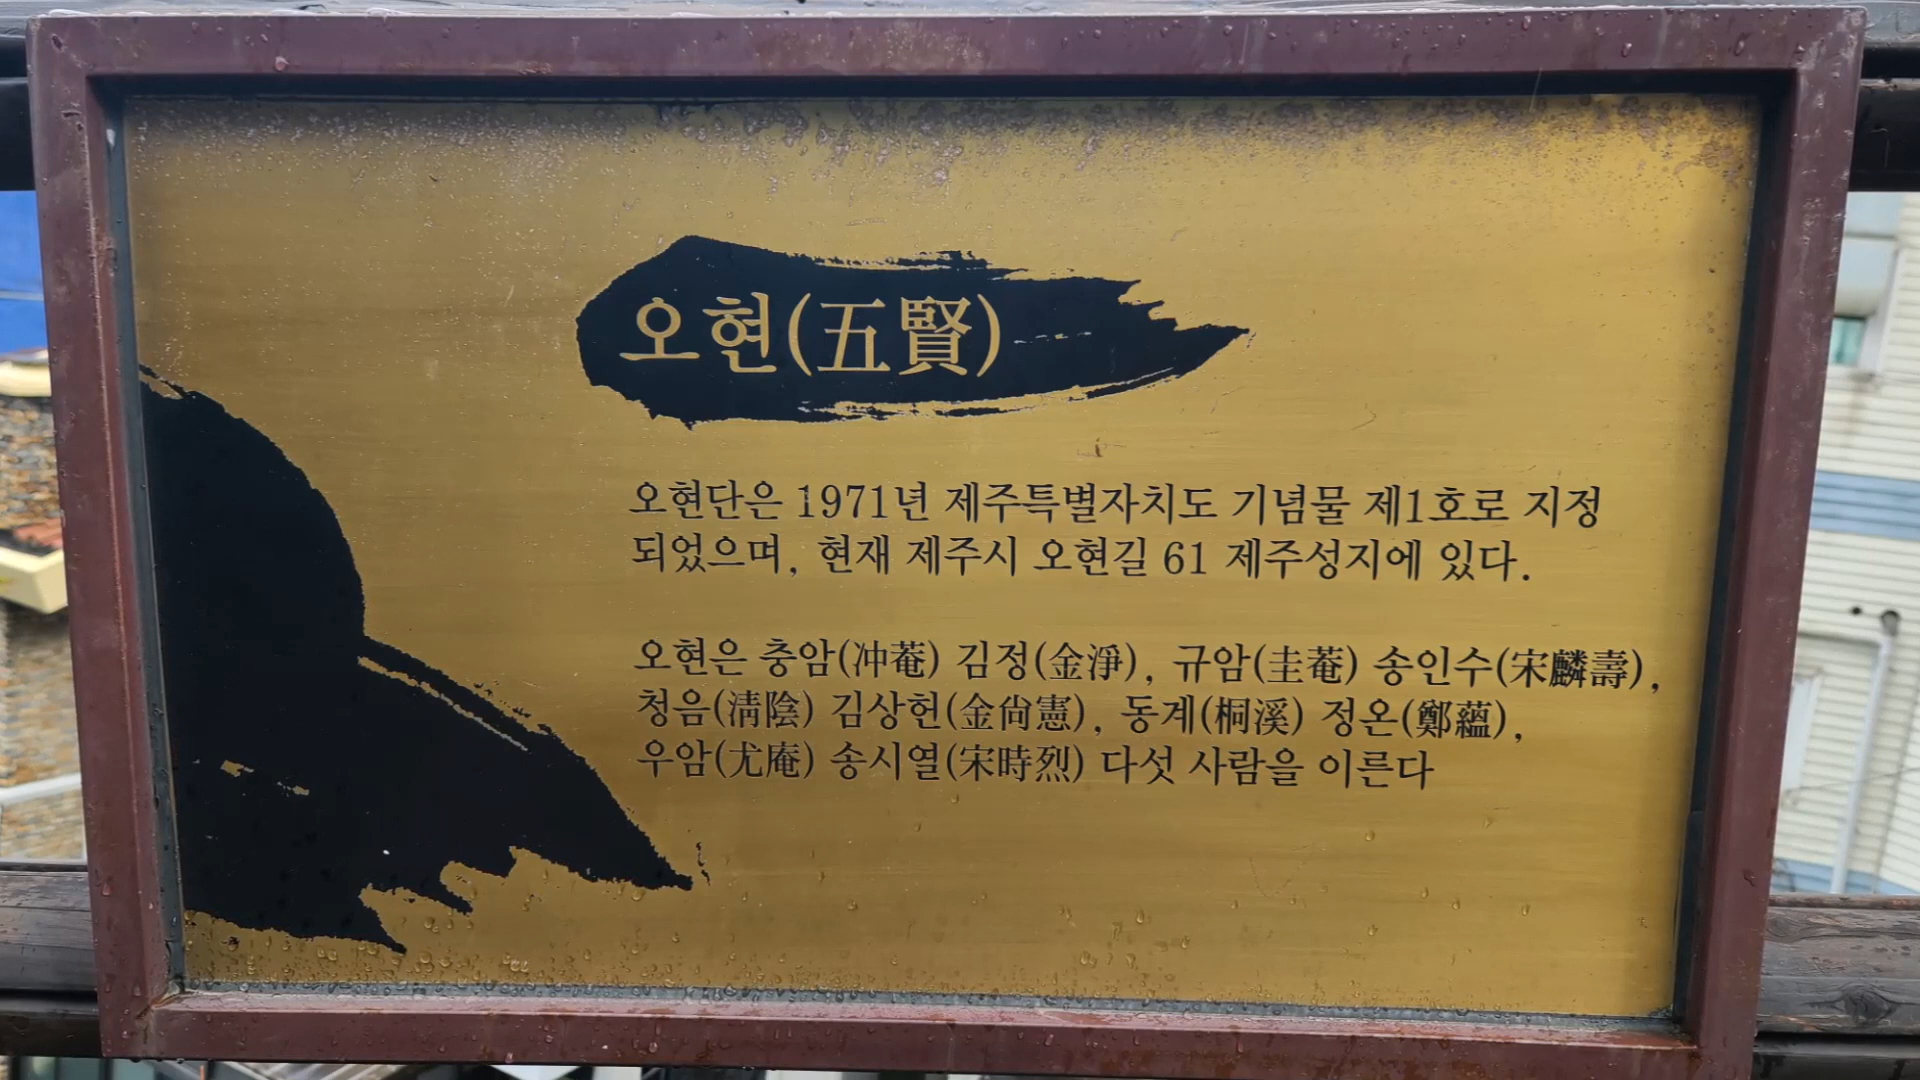 오현(五賢)
오현단은 1971년 제주특별자치도 기념물 제1호로 지정
되었으며, 현재 제주시 오현길 61 제주성지에 있다.
오현은 충암(冲菴) 김정(金淨), 규암(圭菴) 송인수(宋麟壽),
청음(淸陰) 김상헌(金尙憲), 동계(桐溪) 정온(鄭蘊),
우암(尤庵) 송시열(宋時烈) 다섯 사람을 이른다